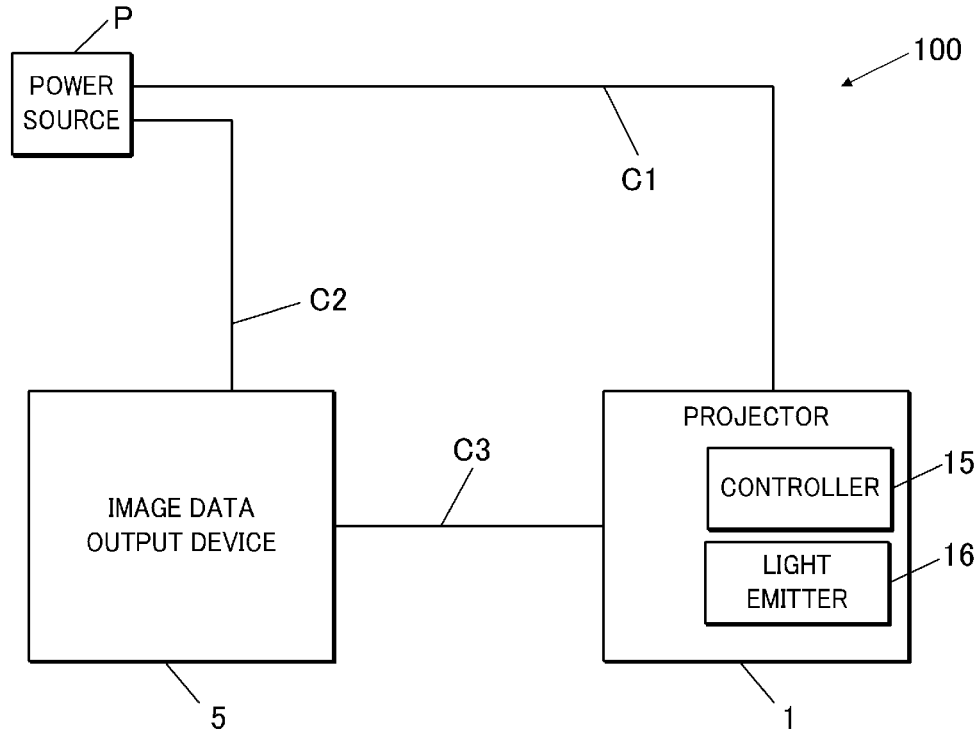 P
POWER
SOURCE
100
C1
C2
PROJECTOR
C3
CONTROLLER
15
IMAGE DATA
OUTPUT DEVICE
LIGHT
EMITTER
16
5
1